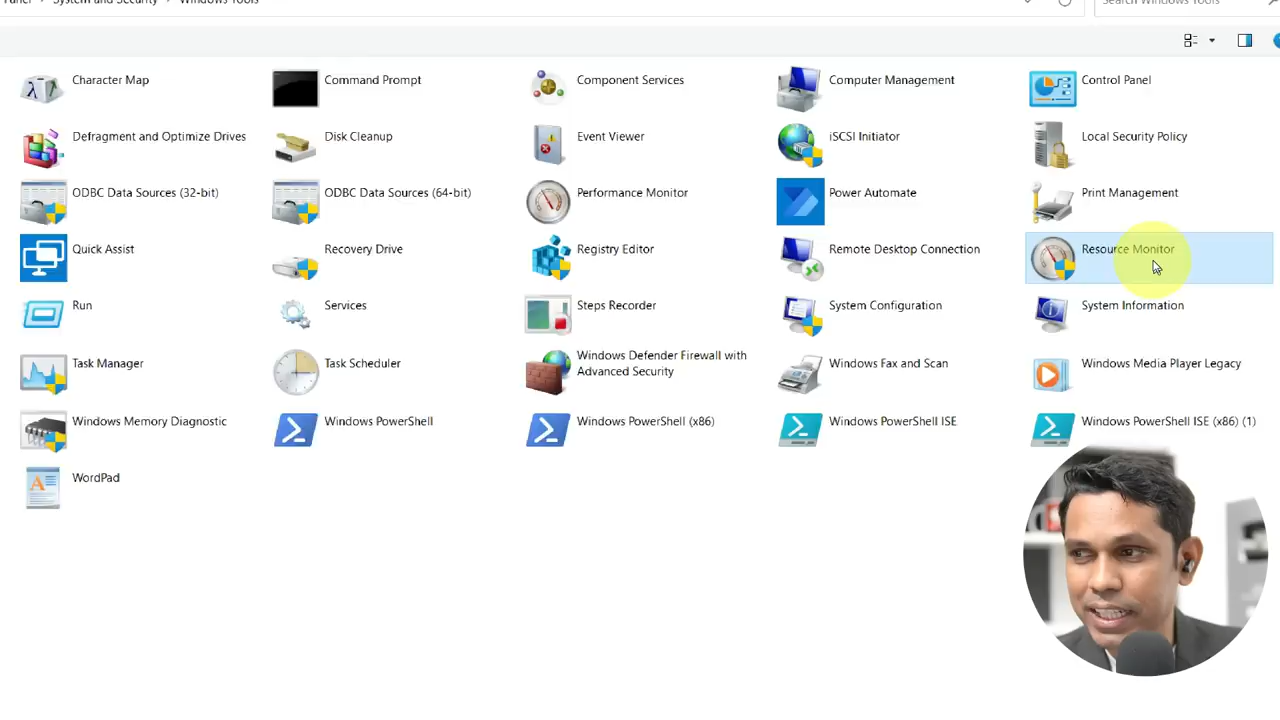 Panel > System and Security > Windows Tools
Search Windows Tools
Character Map
Command Prompt
Component Services
Computer Management
Control Panel
Defragment and Optimize Drives
Disk Cleanup
Event Viewer
iSCSI Initiator
Local Security Policy
ODBC Data Sources (32-bit)
ODBC Data Sources (64-bit)
Performance Monitor
Power Automate
Print Management
Quick Assist
Recovery Drive
Registry Editor
Remote Desktop Connection
Resource Monitor
Run
Services
Steps Recorder
System Configuration
System Information
Task Manager
Task Scheduler
Windows Defender Firewall with
Advanced Security
Windows Fax and Scan
Windows Media Player Legacy
Windows Memory Diagnostic
Windows PowerShell
Windows PowerShell (x86)
Windows PowerShell ISE
Windows PowerShell ISE (x86) (1)
WordPad